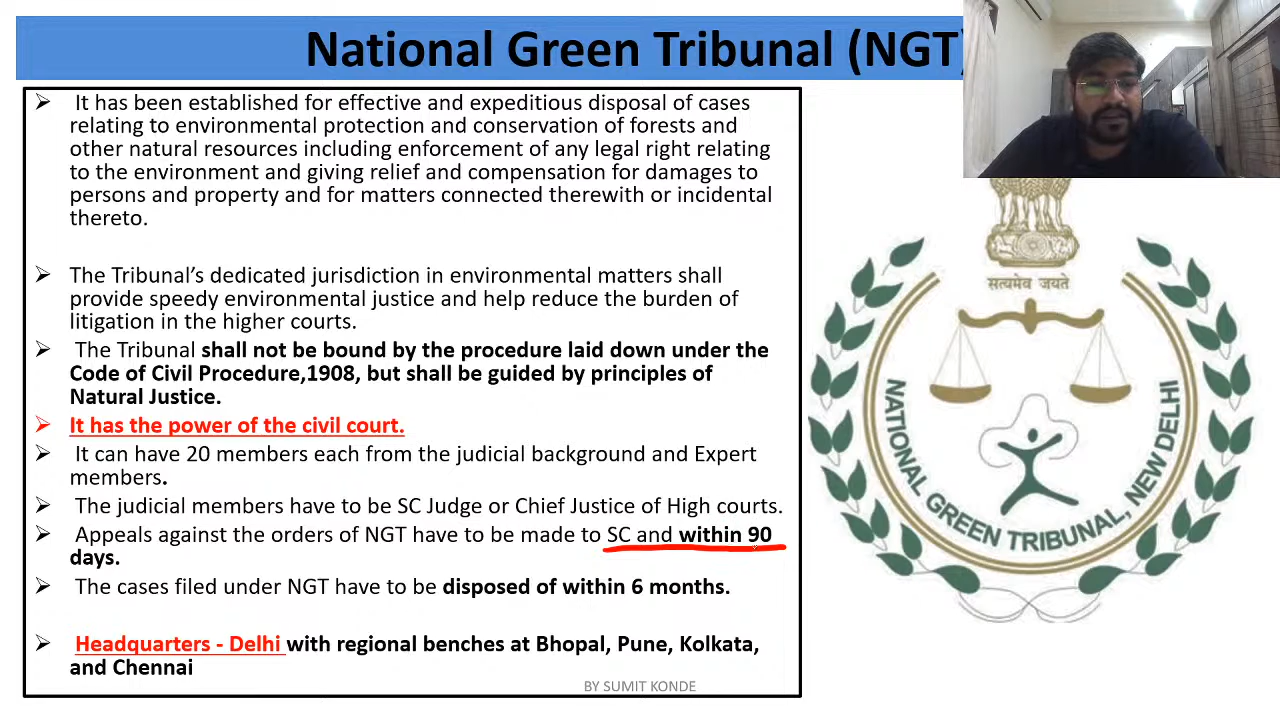 National Green Tribunal (NGT)
➢ It has been established for effective and expeditious disposal of cases
relating to environmental protection and conservation of forests and
other natural resources including enforcement of any legal right relating
to the environment and giving relief and compensation for damages to
persons and property and for matters connected therewith or incidental
thereto.
➢ The Tribunal's dedicated jurisdiction in environmental matters shall
provide speedy environmental justice and help reduce the burden of
litigation in the higher courts.
➢ The Tribunal shall not be bound by the procedure laid down under the
Code of Civil Procedure,1908, but shall be guided by principles of
Natural Justice.
➢ It has the power of the civil court.
➢ It can have 20 members each from the judicial background and Expert
members.
➢ The judicial members have to be SC Judge or Chief Justice of High courts.
➢ Appeals against the orders of NGT have to be made to SC and within 90
days.
➢ The cases filed under NGT have to be disposed of within 6 months.
➢ Headquarters - Delhi with regional benches at Bhopal, Pune, Kolkata,
and Chennai
BY SUMIT KONDE
सत्यमेव जयते
NATIONAL GREEN TRIBUNAL, NEW DELHI